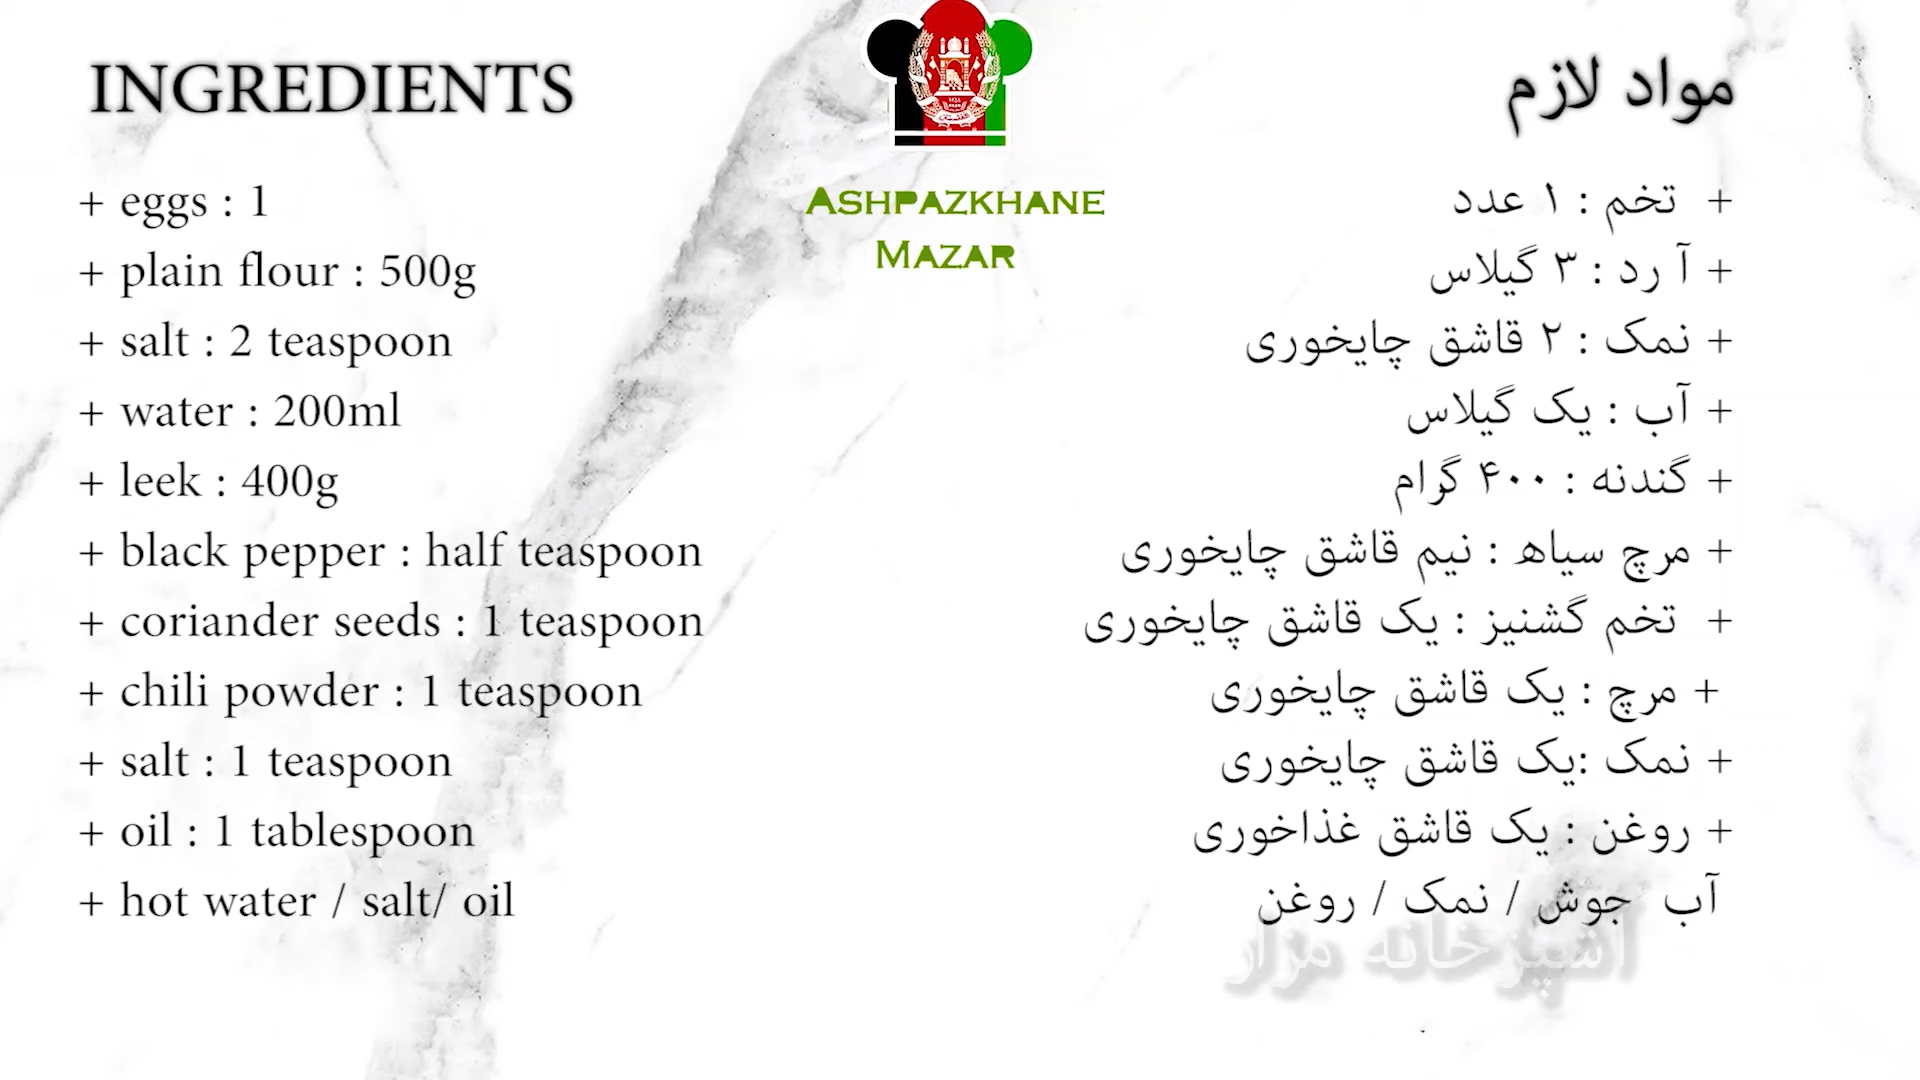 INGREDIENTS
+ eggs : 1
+ plain flour : 500g
+ salt : 2 teaspoon
+ water : 200ml
+ leek : 400g
+ black pepper : half teaspoon
+ coriander seeds : 1 teaspoon
+ chili powder : 1 teaspoon
+ salt : 1 teaspoon
+ oil : 1 tablespoon
+ hot water / salt/ oil
ASHPAZKHANE
MAZAR
مواد لازم
+ تخم : ۱ عدد
+ آ رد : ۳ گیلاس
+ نمک : ۲ قاشق چایخوری
+ آب : یک گیلاس
+ گندنه : ۴۰۰ گرام
+ مرچ سیاه : نیم قاشق چایخوری
+ تخم گشنیز : یک قاشق چایخوری
+ مرچ : یک قاشق چایخوری
+ نمک :یک قاشق چایخوری
+ روغن : یک قاشق غذاخوری
آب جوش / نمک / روغن
آشپزخانه مزار